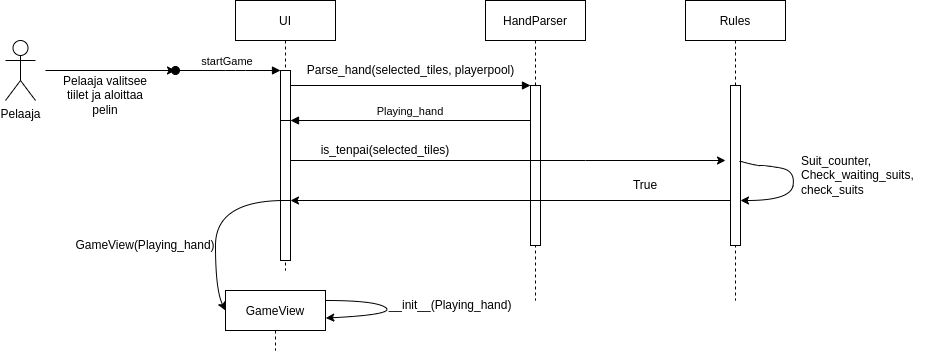 UI
HandParser
Rules
startGame
Parse_hand(selected_tiles, playerpool)
Pelaaja valitsee
tiilet ja aloittaa
pelin
Pelaaja
Playing_hand
is_tenpai(selected_tiles)
Suit_counter,
Check_waiting_suits,
check_suits
True
GameView(Playing_hand)
GameView
__init__(Playing_hand)